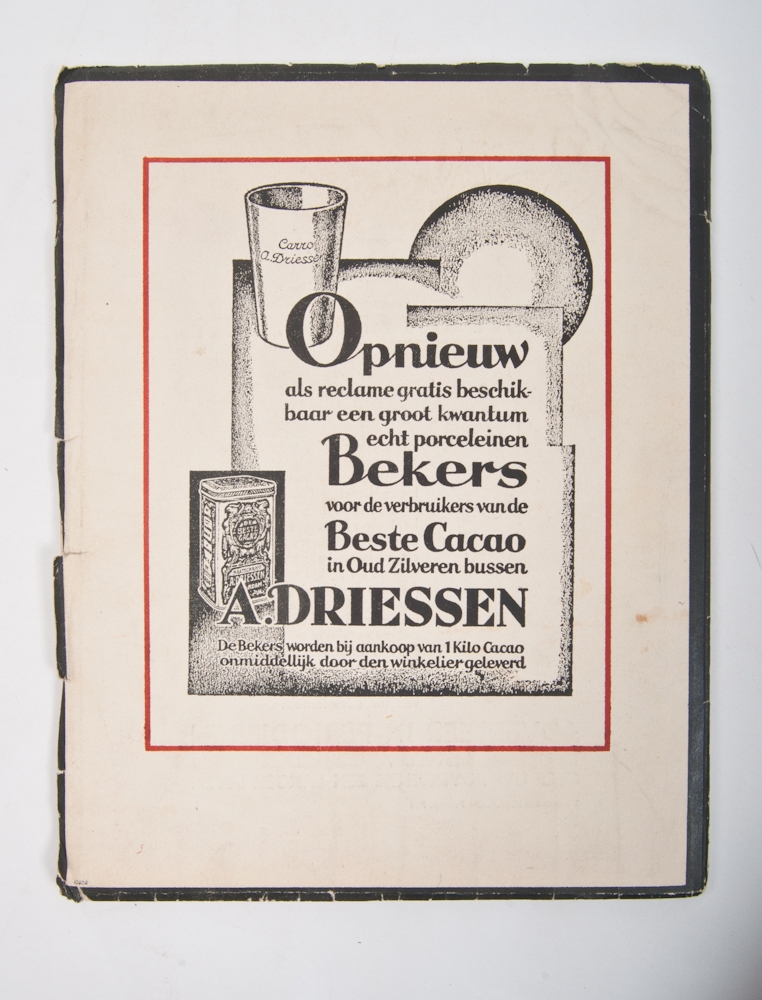 Carro
A. Driesse
Opnieuw
als reclame gratis beschik-
baar een groot kwantum
echt porceleinen
Bekers
voor de verbruikers van de
Beste Cacao
in Oud Zilveren bussen
A. DRIESSEN
De Bekers worden bij aankoop van 1 Kilo Cacao
onmiddellijk door den winkelier geleverd